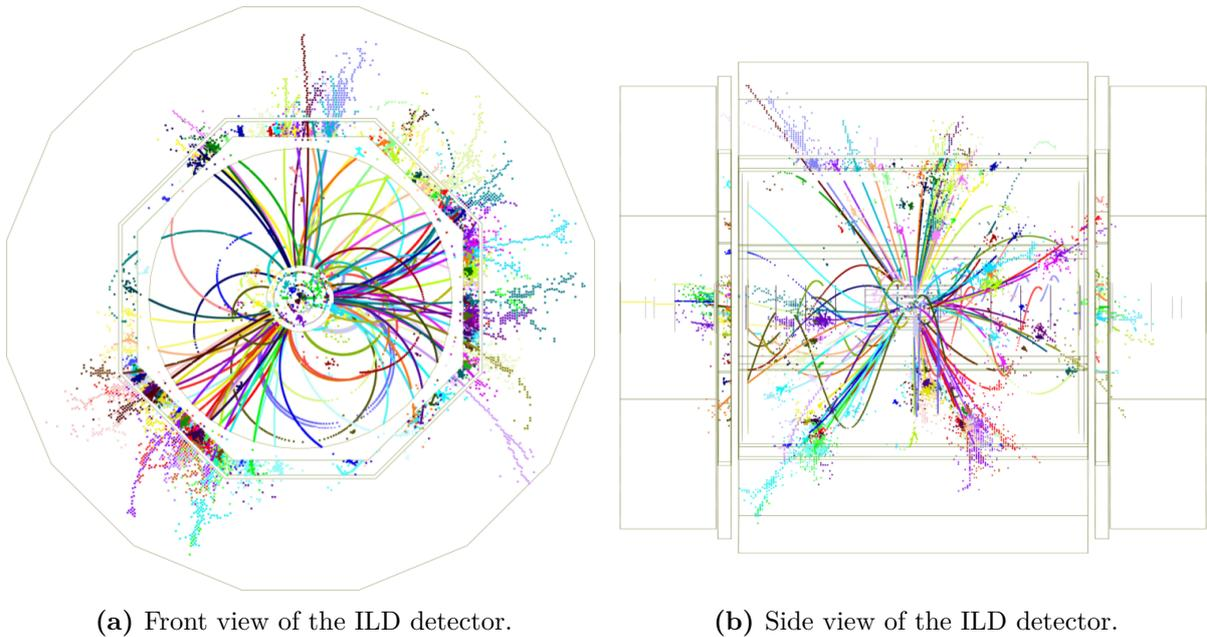 (a) Front view of the ILD detector.
(b) Side view of the ILD detector.